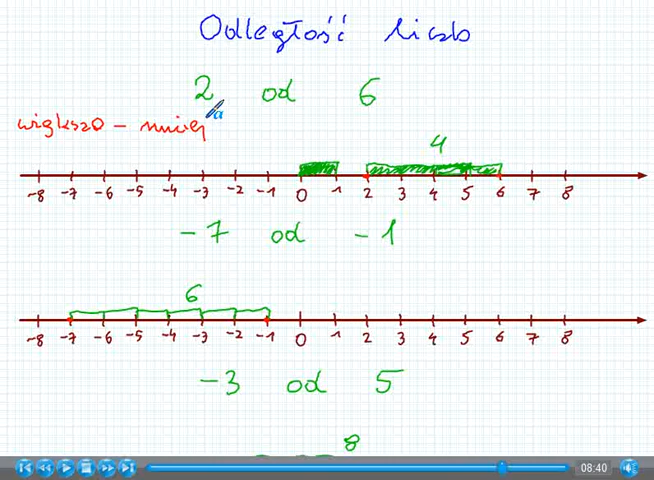 Odległość liczb
2 od 6
większa – mniej
4
-8 -7 -6 -5 -4 -3 -2 -1 0 1 2 3 4 5 6 7 8
-7 od -1
6
-8 -7 -6 -5 -4 -3 -2 -1 0 1 2 3 4 5 6 7 8
-3 od 5
8
08:40